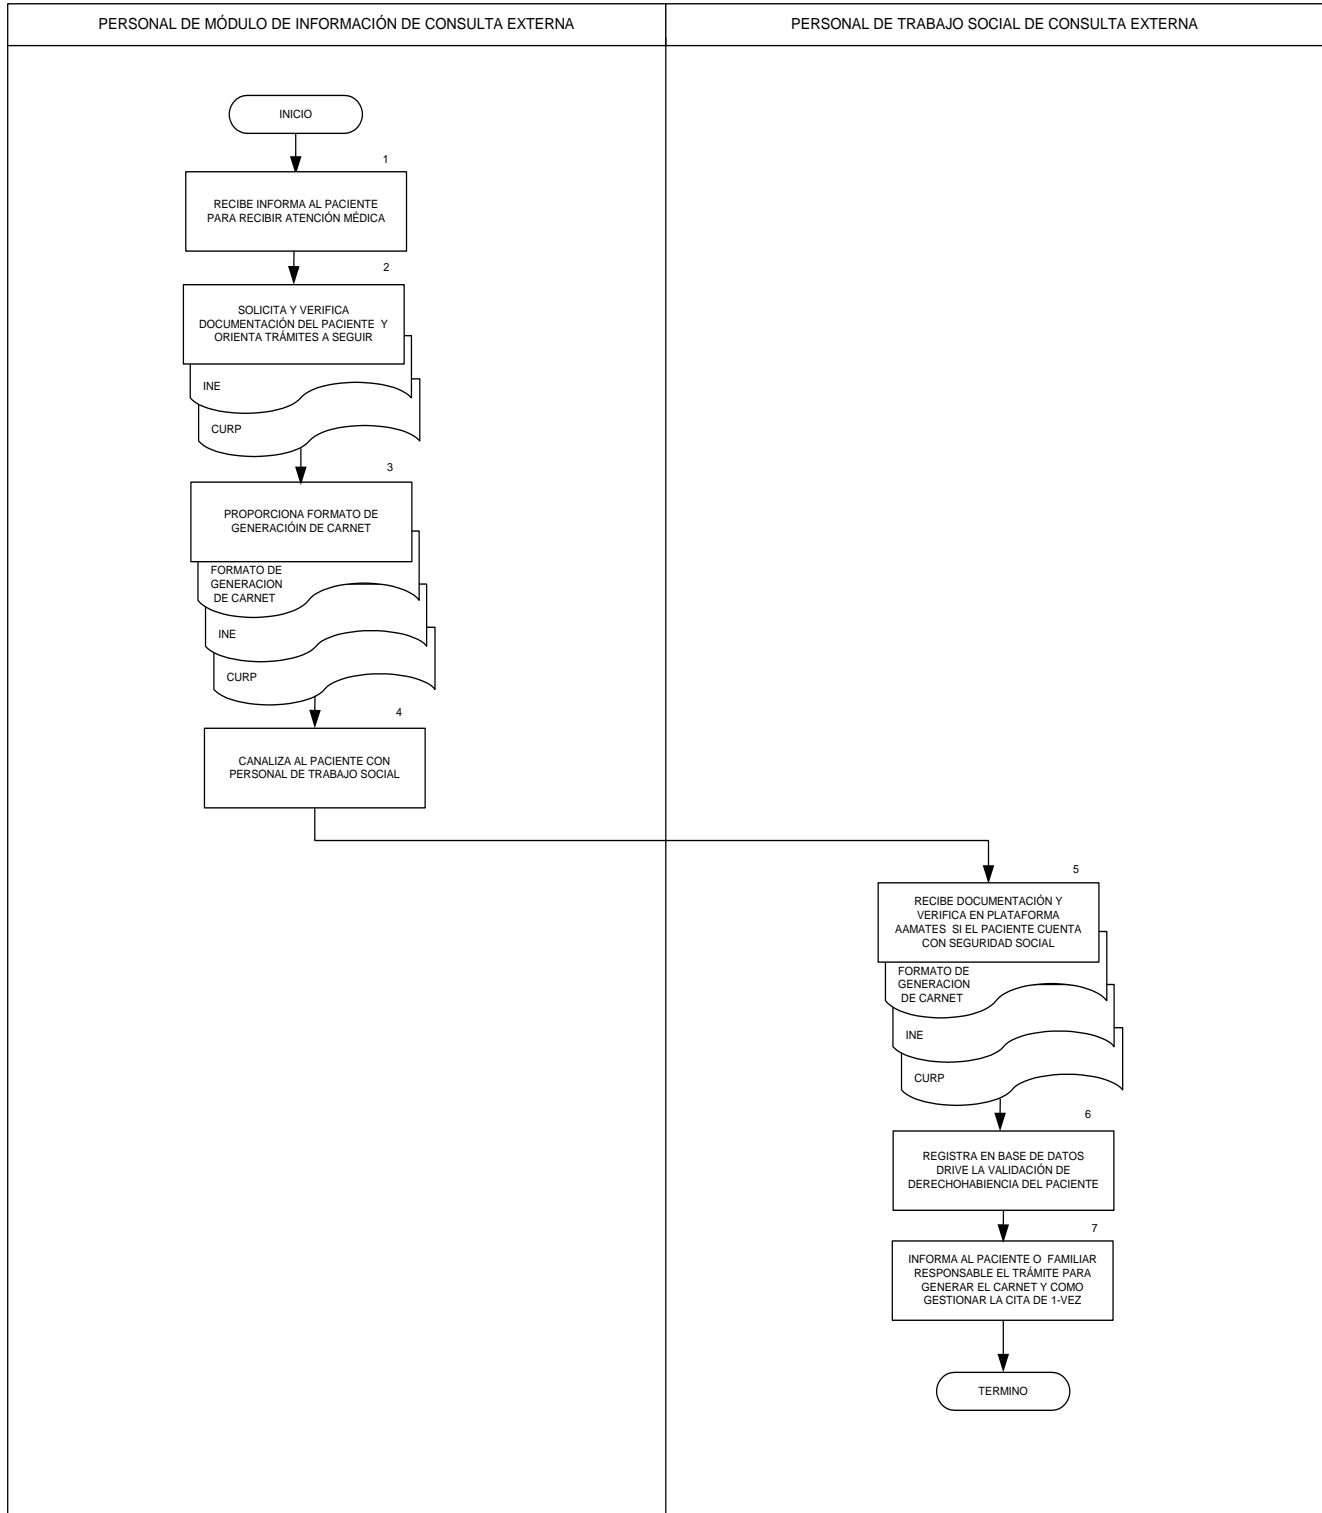 PERSONAL DE MÓDULO DE INFORMACIÓN DE CONSULTA EXTERNA
PERSONAL DE TRABAJO SOCIAL DE CONSULTA EXTERNA
INICIO
1
RECIBE INFORMA AL PACIENTE
PARA RECIBIR ATENCIÓN MÉDICA
2
SOLICITA Y VERIFICA
DOCUMENTACIÓN DEL PACIENTE Y
ORIENTA TRÁMITES A SEGUIR
INE
CURP
3
PROPORCIONA FORMATO DE
GENERACIÓIN DE CARNET
FORMATO DE
GENERACION
DE CARNET
INE
CURP
4
CANALIZA AL PACIENTE CON
PERSONAL DE TRABAJO SOCIAL
5
RECIBE DOCUMENTACIÓN Y
VERIFICA EN PLATAFORMA
AAMATES SI EL PACIENTE CUENTA
CON SEGURIDAD SOCIAL
FORMATO DE
GENERACION
DE CARNET
INE
CURP
6
REGISTRA EN BASE DE DATOS
DRIVE LA VALIDACIÓN DE
DERECHOHABIENCIA DEL PACIENTE
7
INFORMA AL PACIENTE O FAMILIAR
RESPONSABLE EL TRÁMITE PARA
GENERAR EL CARNET Y COMO
GESTIONAR LA CITA DE 1-VEZ
TERMINO